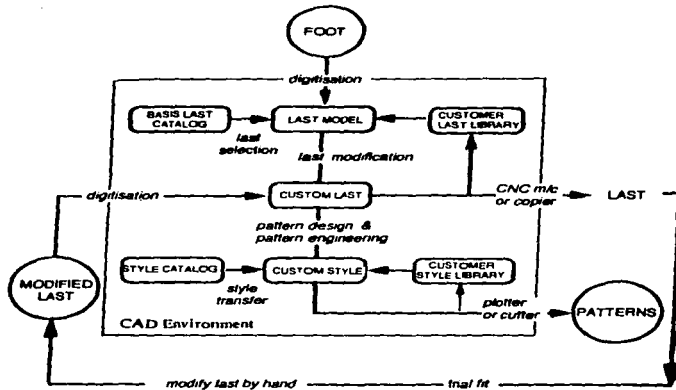 FOOT
digitisation
BASIS LAST
CATALOG
LAST MODEL
CUSTOMER
LAST LIBRARY
last
selection
last modification
digitisation
CUSTOM LAST
CNC m/c
or copier
LAST
pattern design &
pattern engineering
MODIFIED
LAST
STYLE CATALOG
CUSTOM STYLE
CUSTOMER
STYLE LIBRARY
style
transfer
plotter
or cutter
PATTERNS
CAD Environment
modify last by hand
trial fit